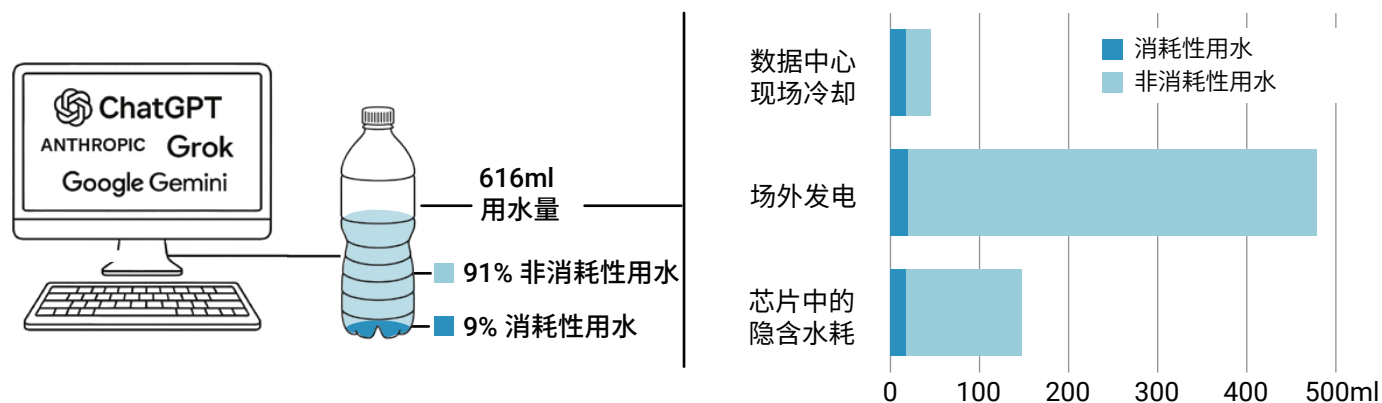 ChatGPT
ANTHROPIC Grok
Google Gemini
616ml
用水量
91% 非消耗性用水
9% 消耗性用水
数据中心
现场冷却
场外发电
芯片中的
隐含水耗
消耗性用水
非消耗性用水
0 100 200 300 400 500ml